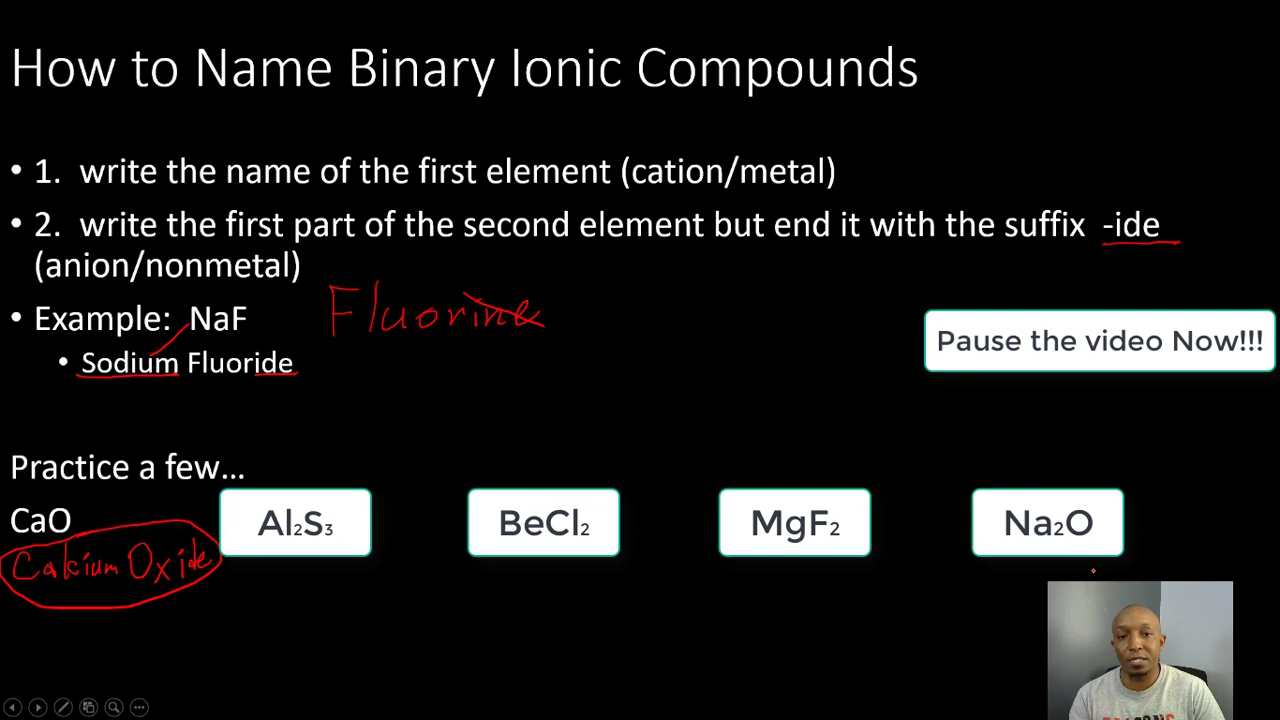 How to Name Binary Ionic Compounds
• 1. write the name of the first element (cation/metal)
• 2. write the first part of the second element but end it with the suffix -ide
(anion/nonmetal)
• Example: NaF Fluorine
• Sodium Fluoride
Pause the video Now!!!
Practice a few...
CaO Al₂S₃ BeCl₂ MgF₂ Na₂O
Calcium Oxide